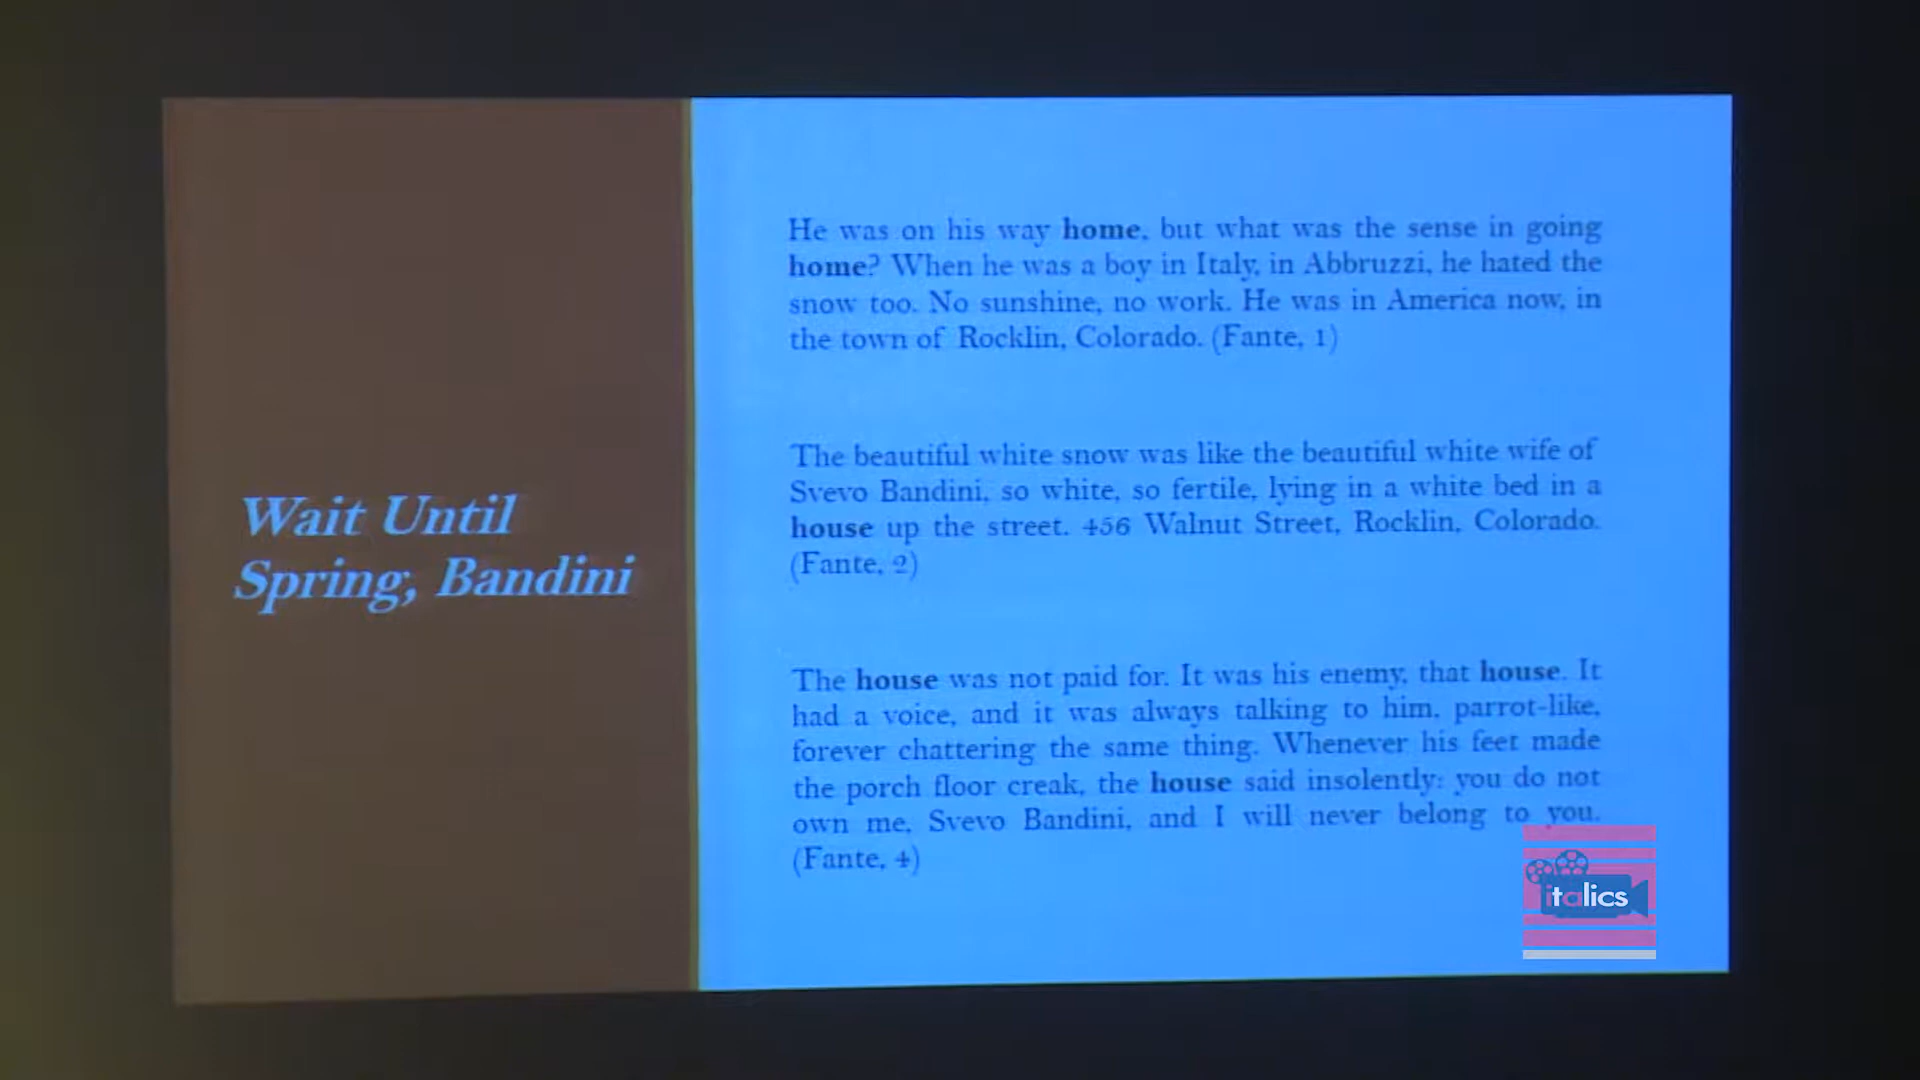 Wait Until
Spring, Bandini
He was on his way home, but what was the sense in going
home? When he was a boy in Italy, in Abbruzzi, he hated the
snow too. No sunshine, no work. He was in America now, in
the town of Rocklin, Colorado. (Fante, 1)
The beautiful white snow was like the beautiful white wife of
Svevo Bandini, so white, so fertile, lying in a white bed in a
house up the street. 456 Walnut Street, Rocklin, Colorado.
(Fante, 2)
The house was not paid for. It was his enemy, that house. It
had a voice, and it was always talking to him, parrot-like,
forever chattering the same thing. Whenever his feet made
the porch floor creak, the house said insolently: you do not
own me, Svevo Bandini, and I will never belong to you.
(Fante, 4)
italics